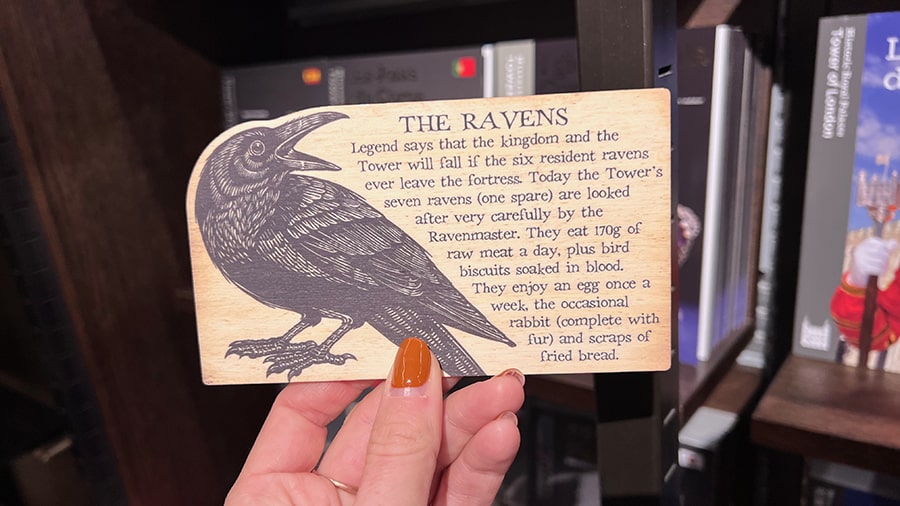 THE RAVENS
Legend says that the kingdom and the
Tower will fall if the six resident ravens
ever leave the fortress. Today the Tower's
seven ravens (one spare) are looked
after very carefully by the
Ravenmaster. They eat 170g of
raw meat a day, plus bird
biscuits soaked in blood.
They enjoy an egg once a
week, the occasional
rabbit (complete with
fur) and scraps of
fried bread.
Historic Royal Palaces
Tower of London